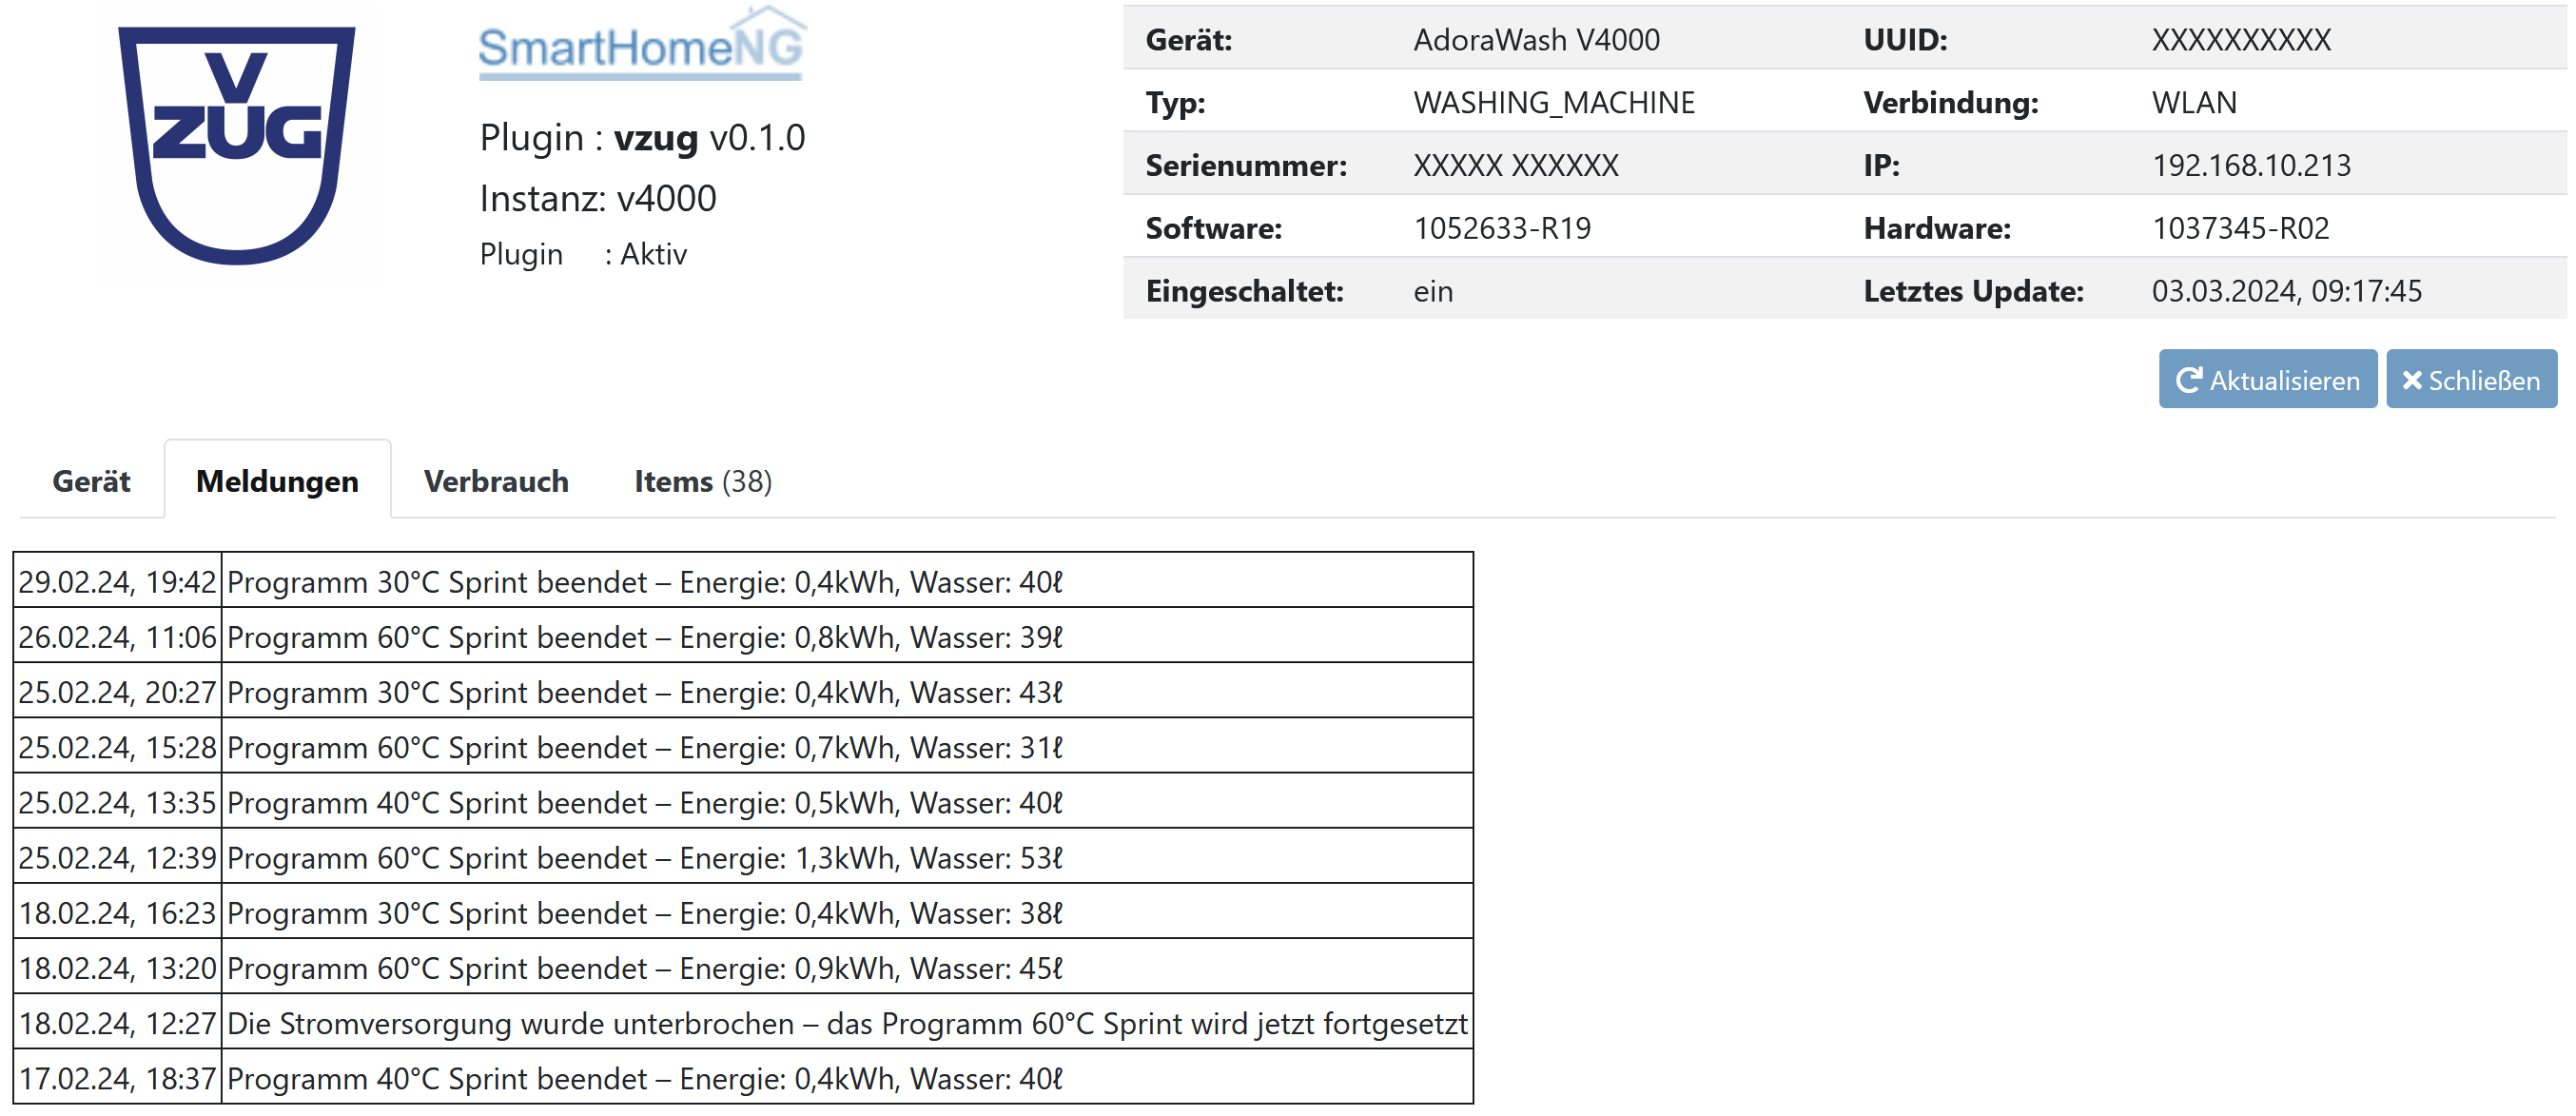 V
ZUG
SmartHomeNG
Plugin : vzug v0.1.0
Instanz: v4000
Plugin : Aktiv
Gerät: AdoraWash V4000 UUID: XXXXXXXXXX
Typ: WASHING_MACHINE Verbindung: WLAN
Serienummer: XXXXX XXXXXX IP: 192.168.10.213
Software: 1052633-R19 Hardware: 1037345-R02
Eingeschaltet: ein Letztes Update: 03.03.2024, 09:17:45
Aktualisieren Schließen
Gerät Meldungen Verbrauch Items (38)
29.02.24, 19:42 Programm 30°C Sprint beendet – Energie: 0,4kWh, Wasser: 40ℓ
26.02.24, 11:06 Programm 60°C Sprint beendet – Energie: 0,8kWh, Wasser: 39ℓ
25.02.24, 20:27 Programm 30°C Sprint beendet – Energie: 0,4kWh, Wasser: 43ℓ
25.02.24, 15:28 Programm 60°C Sprint beendet – Energie: 0,7kWh, Wasser: 31ℓ
25.02.24, 13:35 Programm 40°C Sprint beendet – Energie: 0,5kWh, Wasser: 40ℓ
25.02.24, 12:39 Programm 60°C Sprint beendet – Energie: 1,3kWh, Wasser: 53ℓ
18.02.24, 16:23 Programm 30°C Sprint beendet – Energie: 0,4kWh, Wasser: 38ℓ
18.02.24, 13:20 Programm 60°C Sprint beendet – Energie: 0,9kWh, Wasser: 45ℓ
18.02.24, 12:27 Die Stromversorgung wurde unterbrochen – das Programm 60°C Sprint wird jetzt fortgesetzt
17.02.24, 18:37 Programm 40°C Sprint beendet – Energie: 0,4kWh, Wasser: 40ℓ